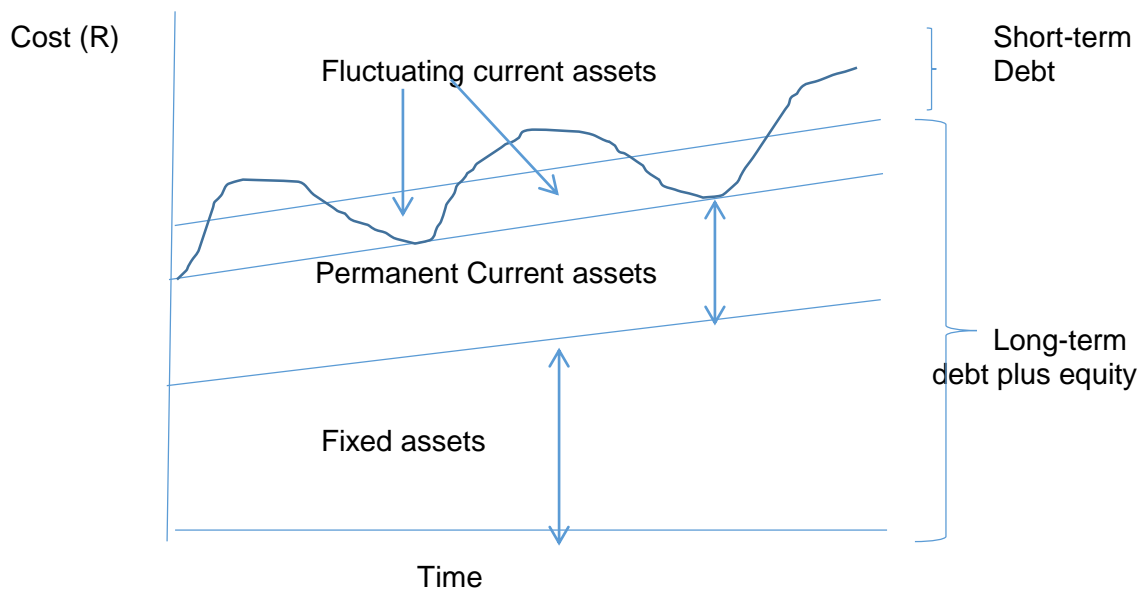 Cost (R)
Short-term
Debt
Fluctuating current assets
Permanent Current assets
Long-term
debt plus equity
Fixed assets
Time